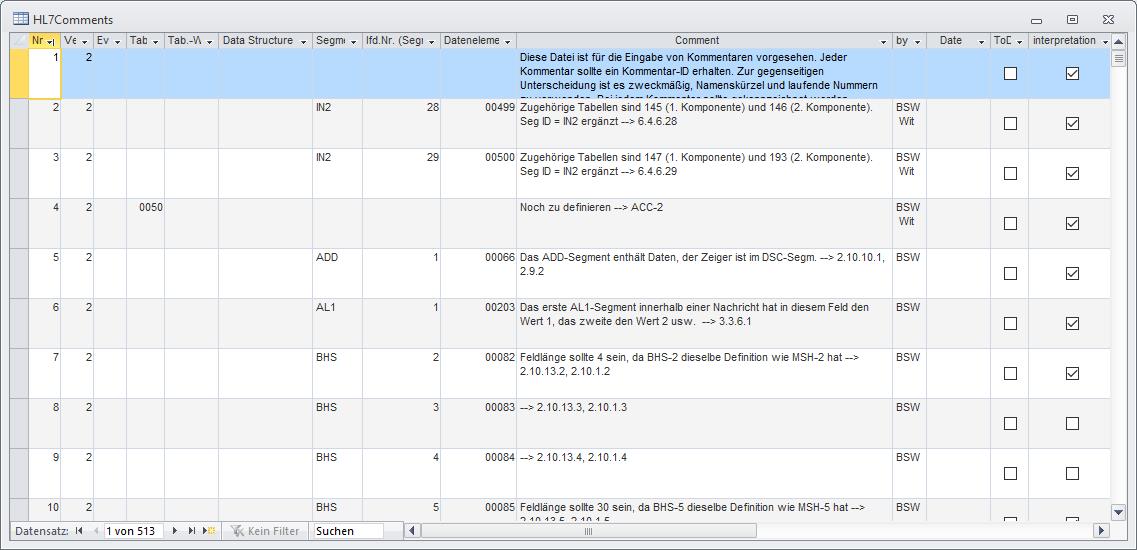 HL7Comments
Nr Ve Ev Tab Tab.-W Data Structure Segme lfd.Nr. (Segr Dateneleme Comment by Date ToD interpretation
1 2 Diese Datei ist für die Eingabe von Kommentaren vorgesehen. Jeder
Kommentar sollte ein Kommentar-ID erhalten. Zur gegenseitigen
Unterscheidung ist es zweckmäßig, Namenskürzel und laufende Nummern
2 2 IN2 28 00499 Zugehörige Tabellen sind 145 (1. Komponente) und 146 (2. Komponente). BSW
Seg ID = IN2 ergänzt --> 6.4.6.28 Wit
3 2 IN2 29 00500 Zugehörige Tabellen sind 147 (1. Komponente) und 193 (2. Komponente). BSW
Seg ID = IN2 ergänzt --> 6.4.6.29 Wit
4 2 0050 Noch zu definieren --> ACC-2 BSW
Wit
5 2 ADD 1 00066 Das ADD-Segment enthält Daten, der Zeiger ist im DSC-Segm. --> 2.10.10.1, BSW
2.9.2
6 2 AL1 1 00203 Das erste AL1-Segment innerhalb einer Nachricht hat in diesem Feld den BSW
Wert 1, das zweite den Wert 2 usw. --> 3.3.6.1
7 2 BHS 2 00082 Feldlänge sollte 4 sein, da BHS-2 dieselbe Definition wie MSH-2 hat --> BSW
2.10.13.2, 2.10.1.2
8 2 BHS 3 00083 --> 2.10.13.3, 2.10.1.3 BSW
9 2 BHS 4 00084 --> 2.10.13.4, 2.10.1.4 BSW
10 2 BHS 5 00085 Feldlänge sollte 30 sein, da BHS-5 dieselbe Definition wie MSH-5 hat --> BSW
2.10.13.5, 2.10.1.5
Datensatz: 1 von 513 Kein Filter Suchen